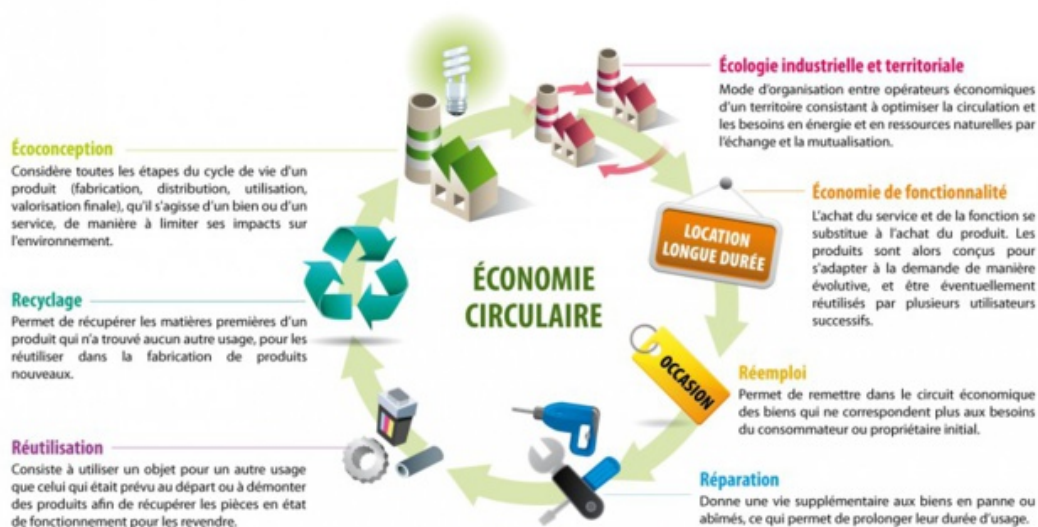 Écologie industrielle et territoriale
Mode d'organisation entre opérateurs économiques
d'un territoire consistant à optimiser la circulation et
les besoins en énergie et en ressources naturelles par
l'échange et la mutualisation.
Économie de fonctionnalité
L'achat du service et de la fonction se
substitue à l'achat du produit. Les
produits sont alors conçus pour
s'adapter à la demande de manière
évolutive, et être éventuellement
réutilisés par plusieurs utilisateurs
successifs.
LOCATION
LONGUE DURÉE
Réemploi
Permet de remettre dans le circuit économique
des biens qui ne correspondent plus aux besoins
du consommateur ou propriétaire initial.
OCCASION
Réparation
Donne une vie supplémentaire aux biens en panne ou
abîmés, ce qui permet de prolonger leur durée d'usage.
Réutilisation
Consiste à utiliser un objet pour un autre usage
que celui qui était prévu au départ ou à démonter
des produits afin de récupérer les pièces en état
de fonctionnement pour les revendre.
Recyclage
Permet de récupérer les matières premières d'un
produit qui n'a trouvé aucun autre usage, pour les
réutiliser dans la fabrication de produits
nouveaux.
Écoconception
Considère toutes les étapes du cycle de vie d'un
produit (fabrication, distribution, utilisation,
valorisation finale), qu'il s'agisse d'un bien ou d'un
service, de manière à limiter ses impacts sur
l'environnement.
ÉCONOMIE
CIRCULAIRE